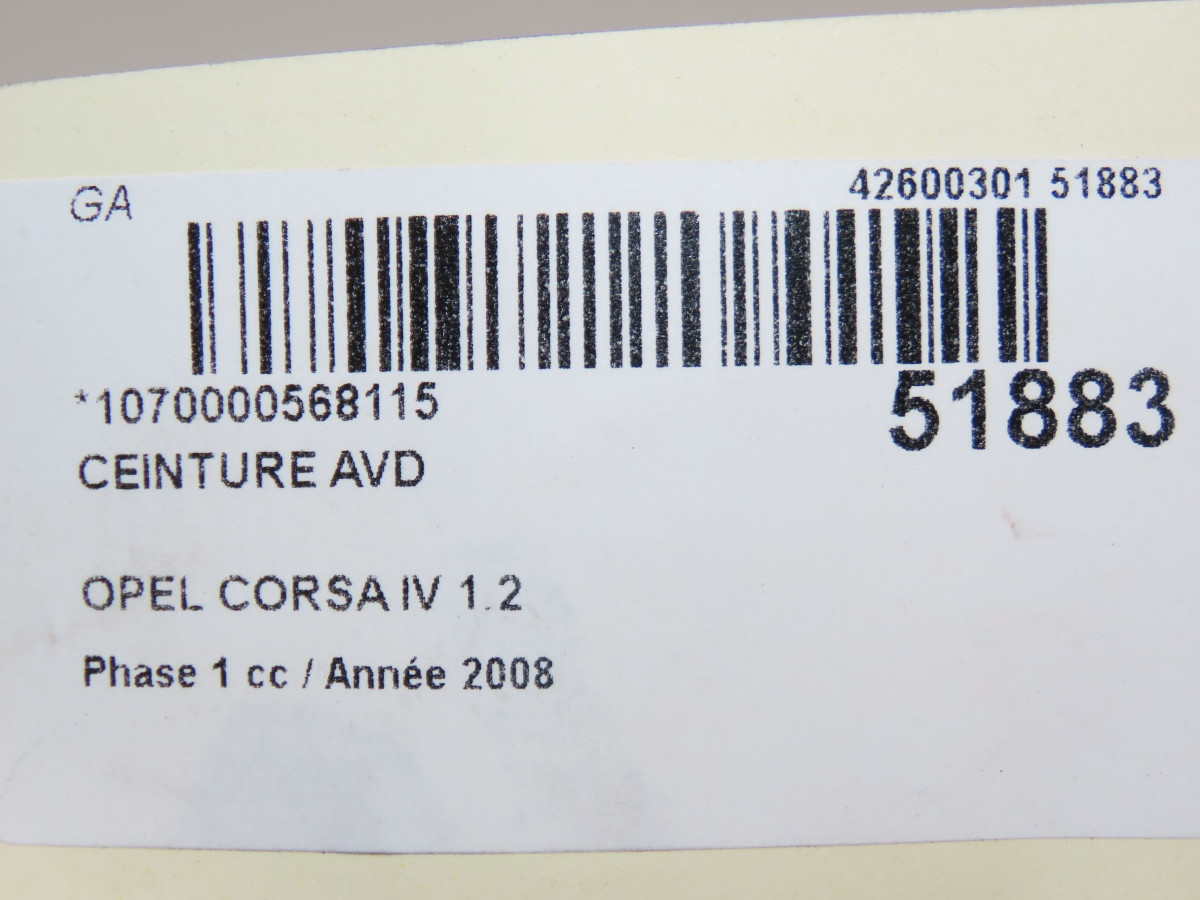 GA
42600301 51883
*1070000568115
51883
CEINTURE AVD
OPEL CORSA IV 1.2
Phase 1 cc / Année 2008